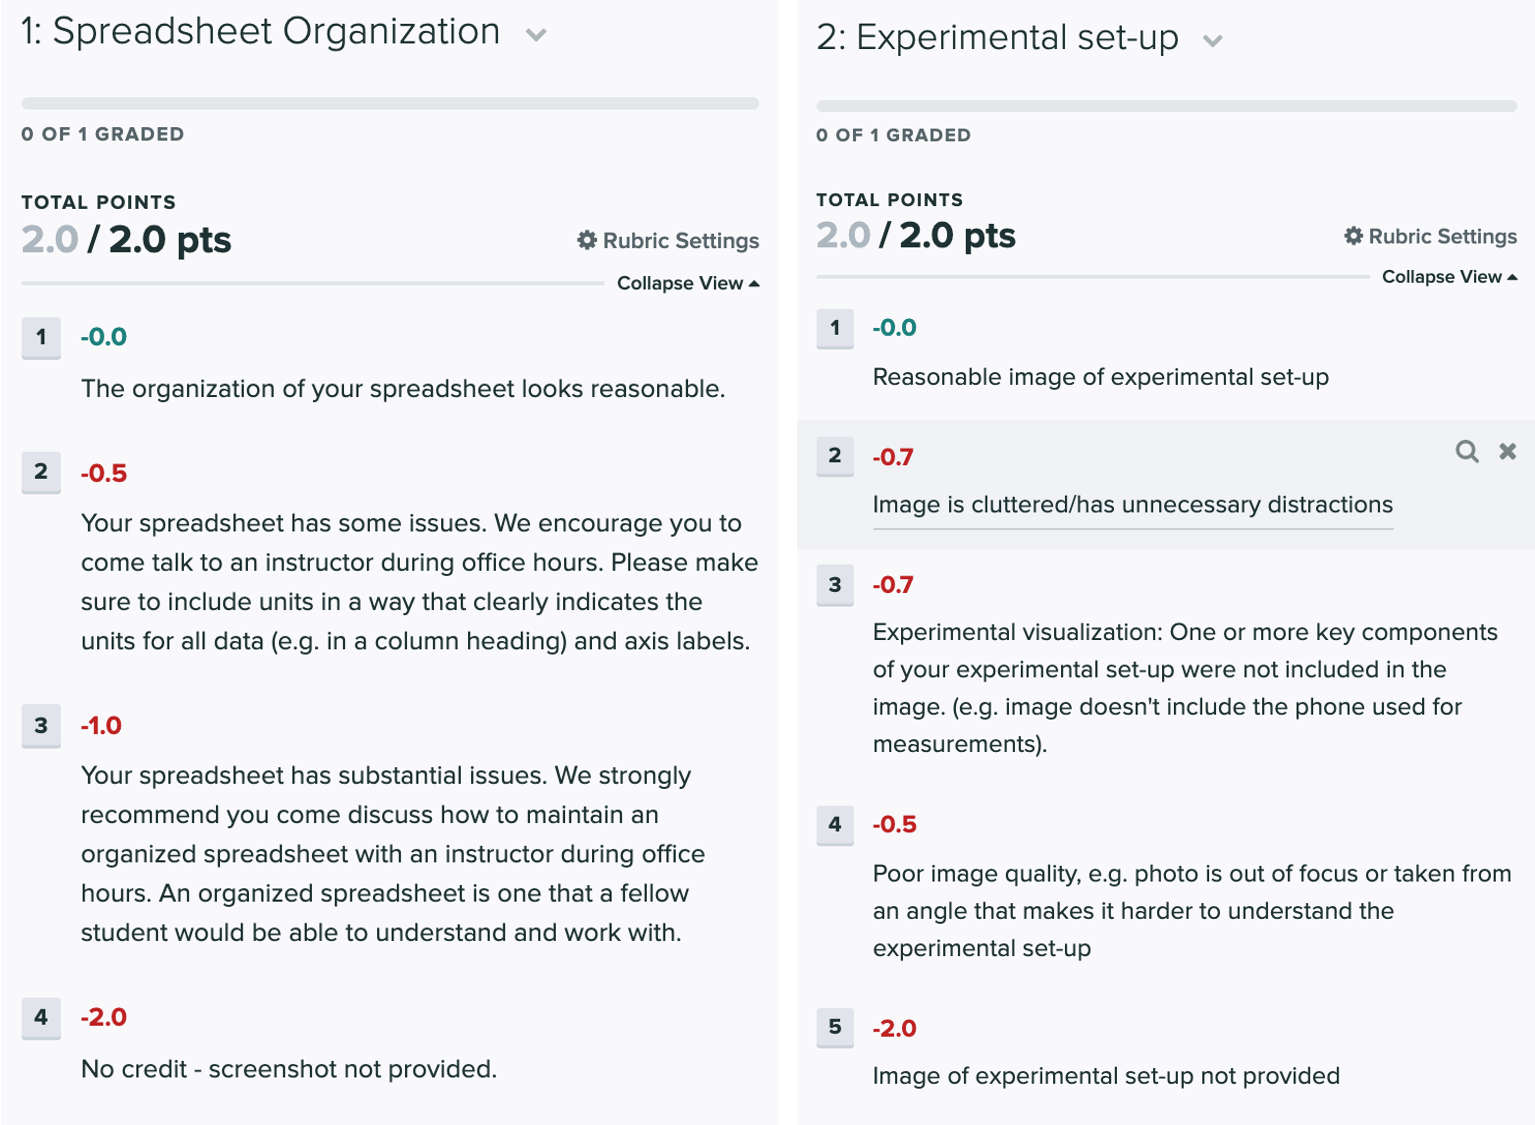 1: Spreadsheet Organization
0 OF 1 GRADED
TOTAL POINTS
2.0 / 2.0 pts
Rubric Settings
Collapse View
1
-0.0
The organization of your spreadsheet looks reasonable.
2
-0.5
Your spreadsheet has some issues. We encourage you to
come talk to an instructor during office hours. Please make
sure to include units in a way that clearly indicates the
units for all data (e.g. in a column heading) and axis labels.
3
-1.0
Your spreadsheet has substantial issues. We strongly
recommend you come discuss how to maintain an
organized spreadsheet with an instructor during office
hours. An organized spreadsheet is one that a fellow
student would be able to understand and work with.
4
-2.0
No credit - screenshot not provided.
2: Experimental set-up
0 OF 1 GRADED
TOTAL POINTS
2.0 / 2.0 pts
Rubric Settings
Collapse View
1
-0.0
Reasonable image of experimental set-up
2
-0.7
Image is cluttered/has unnecessary distractions
3
-0.7
Experimental visualization: One or more key components
of your experimental set-up were not included in the
image. (e.g. image doesn't include the phone used for
measurements).
4
-0.5
Poor image quality, e.g. photo is out of focus or taken from
an angle that makes it harder to understand the
experimental set-up
5
-2.0
Image of experimental set-up not provided